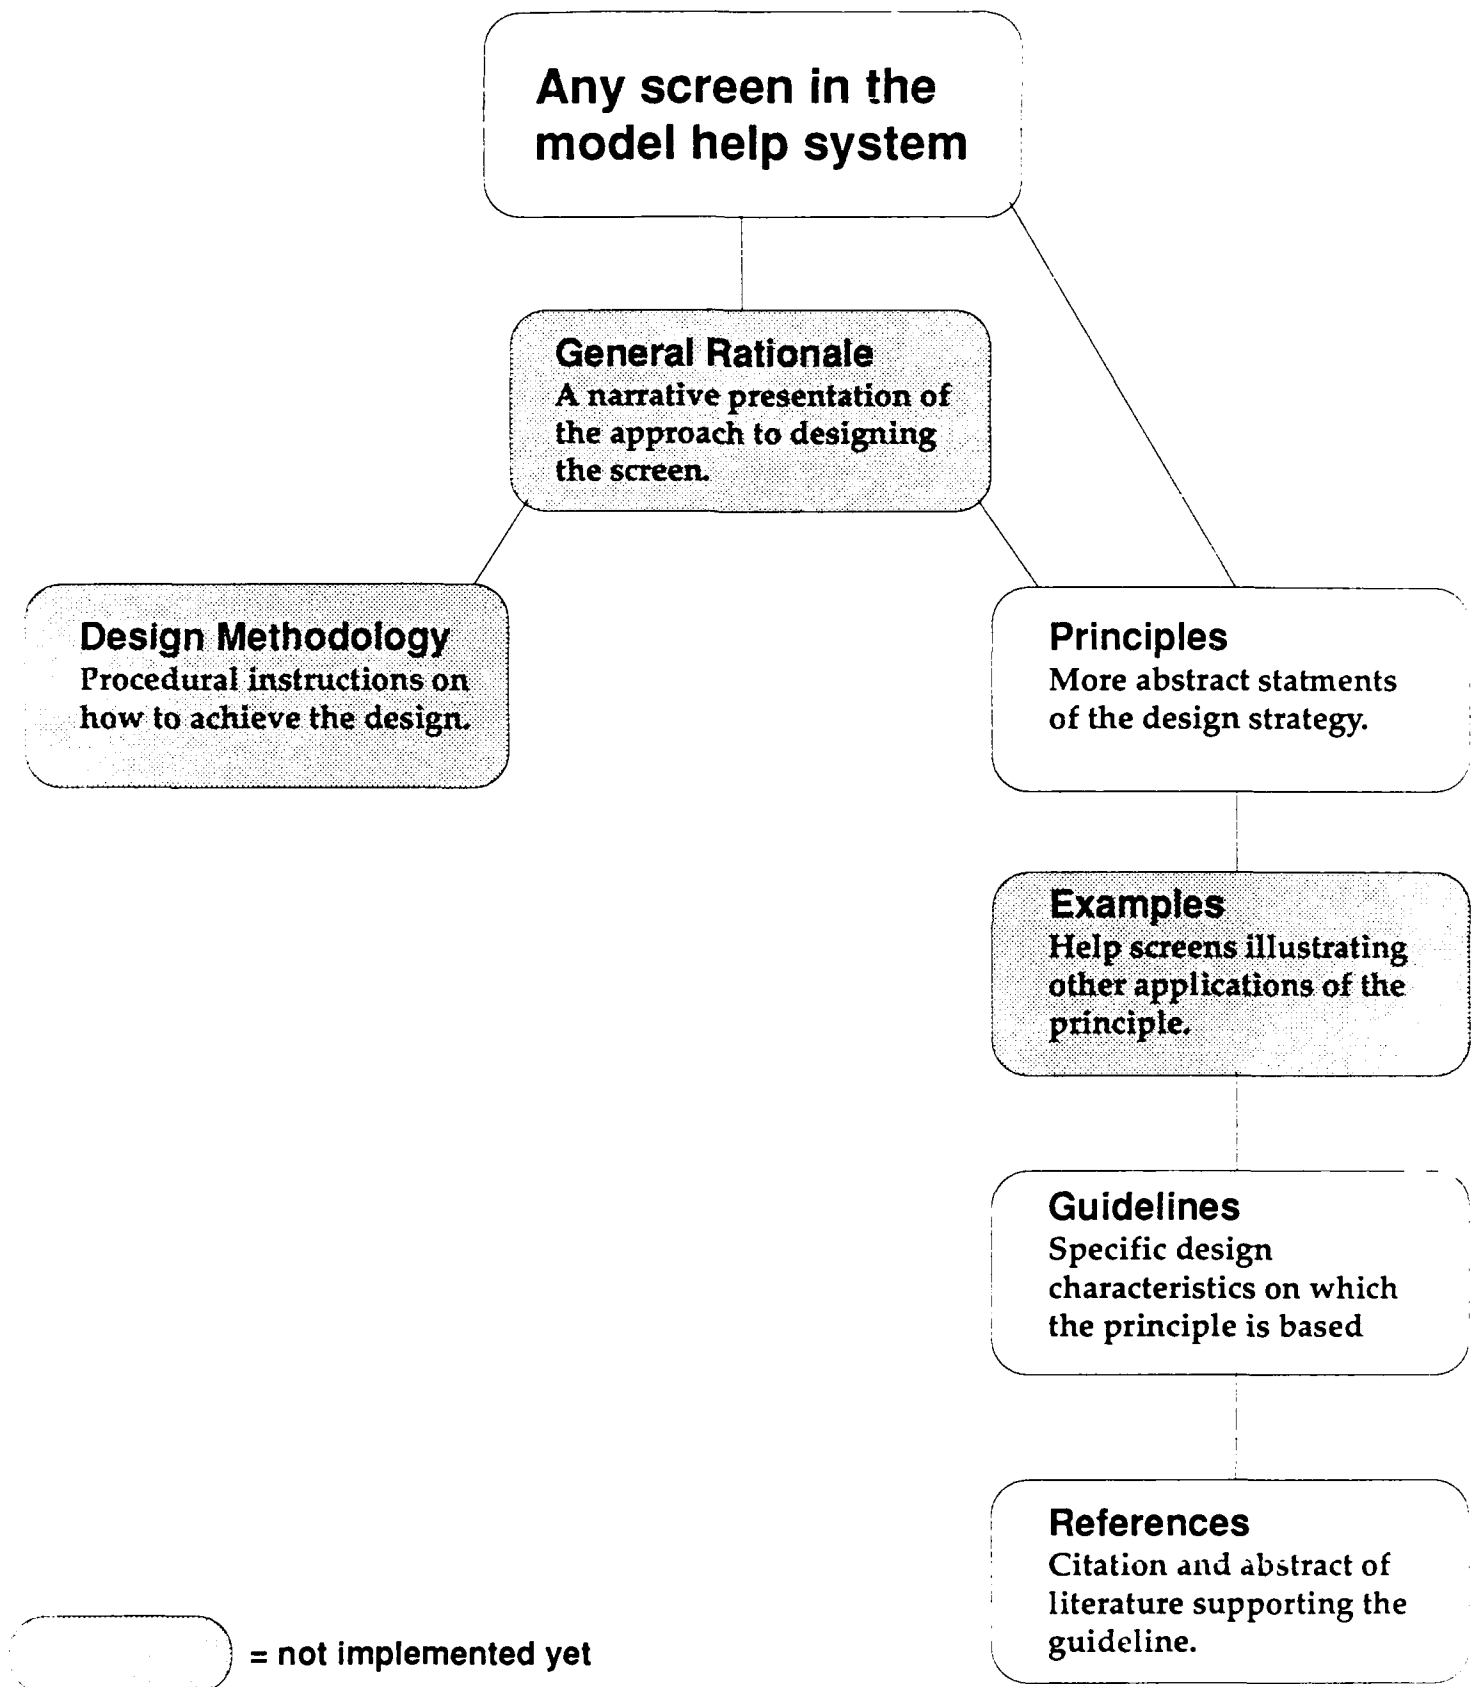 Any screen in the
model help system
General Rationale
A narrative presentation of
the approach to designing
the screen.
Design Methodology
Procedural instructions on
how to achieve the design.
Principles
More abstract statments
of the design strategy.
Examples
Help screens illustrating
other applications of the
principle.
Guidelines
Specific design
characteristics on which
the principle is based
References
Citation and abstract of
literature supporting the
guideline.
= not implemented yet